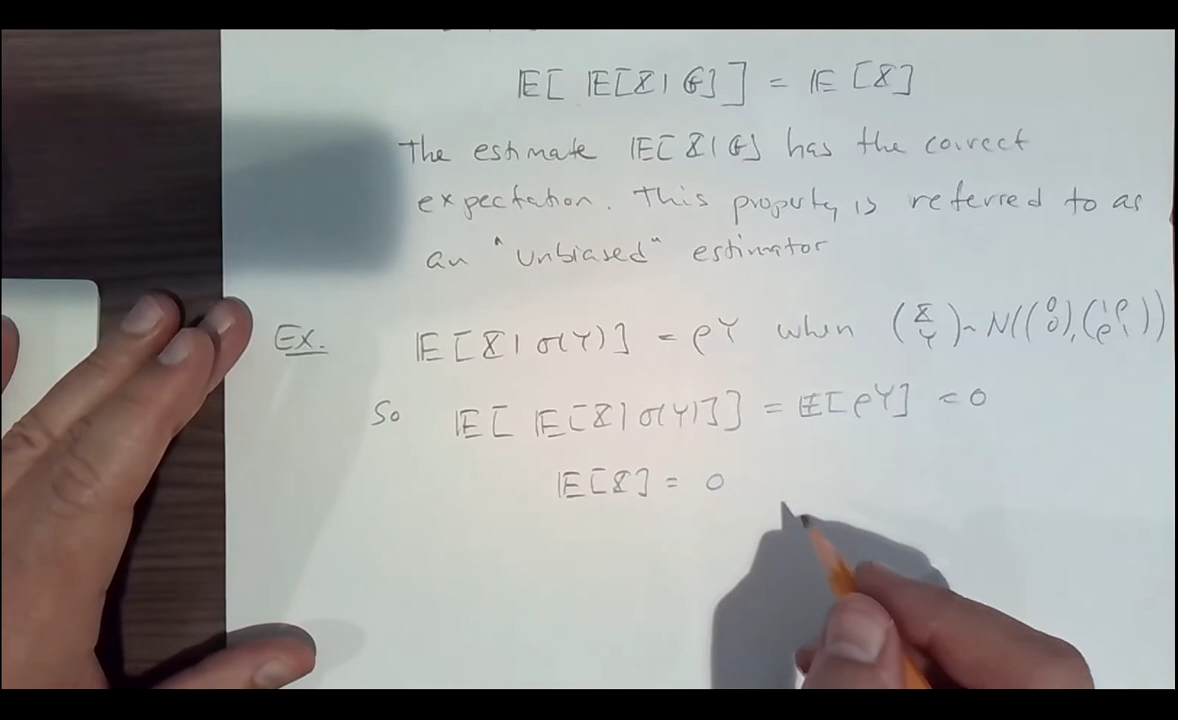 𝔼[ 𝔼[X|G] ] = 𝔼[X]
The estimate 𝔼[X|G] has the correct
expectation. This property is referred to as
an "unbiased" estimator
Ex. 𝔼[X|σ(Y)] = ρY when (X Y) ~ N((0 0), (1 ρ ρ 1))
So 𝔼[ 𝔼[X|σ(Y)]] = 𝔼[ρY] = 0
𝔼[X] = 0